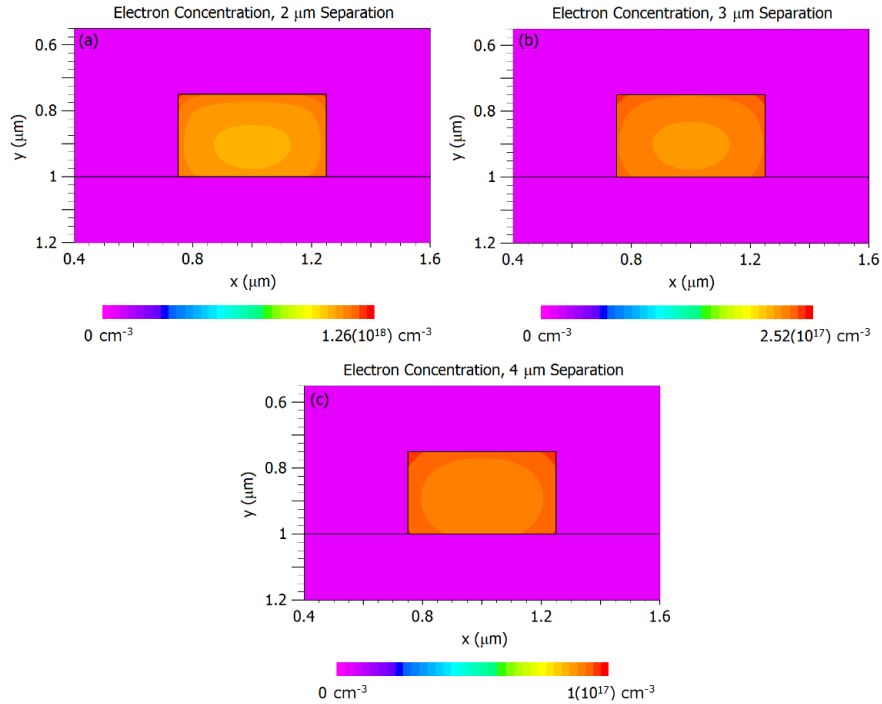 Electron Concentration, 2 μm Separation
(a)
0.6
0.8
1
1.2
y (μm)
0.4 0.8 1.2 1.6
x (μm)
0 cm⁻³ 1.26(10¹⁸) cm⁻³
Electron Concentration, 3 μm Separation
(b)
0.6
0.8
1
1.2
y (μm)
0.4 0.8 1.2 1.6
x (μm)
0 cm⁻³ 2.52(10¹⁷) cm⁻³
Electron Concentration, 4 μm Separation
(c)
0.6
0.8
1
1.2
y (μm)
0.4 0.8 1.2 1.6
x (μm)
0 cm⁻³ 1(10¹⁷) cm⁻³